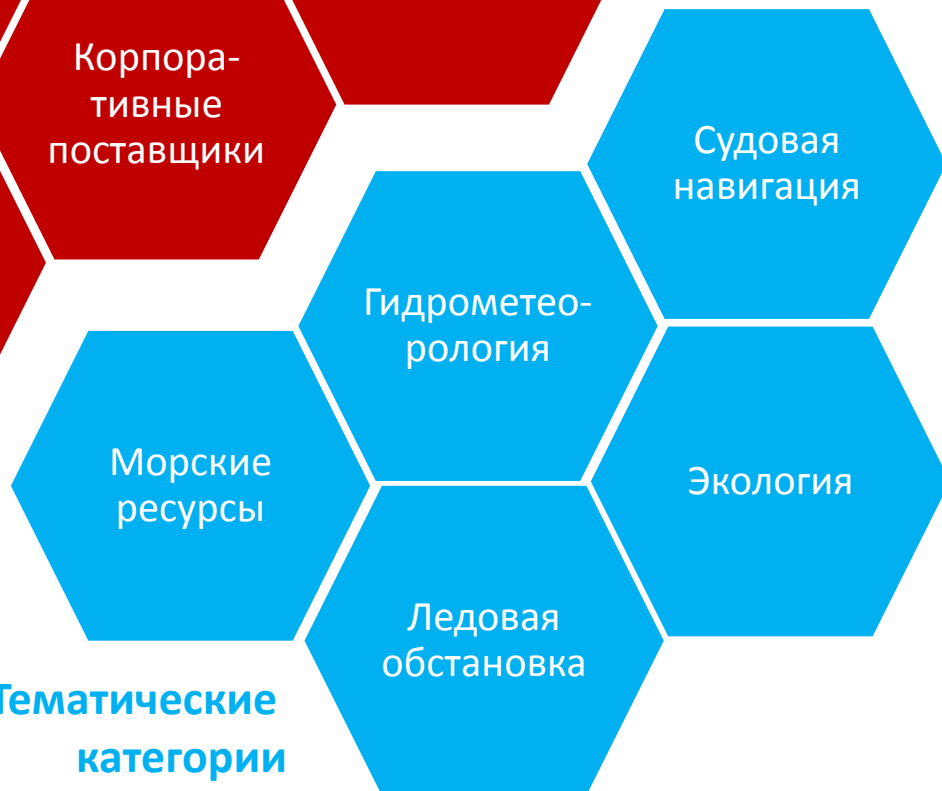 Корпора-
тивные
поставщики
Судовая
навигация
Гидрометео-
рология
Морские
ресурсы
Экология
Ледовая
обстановка
Тематические
категории